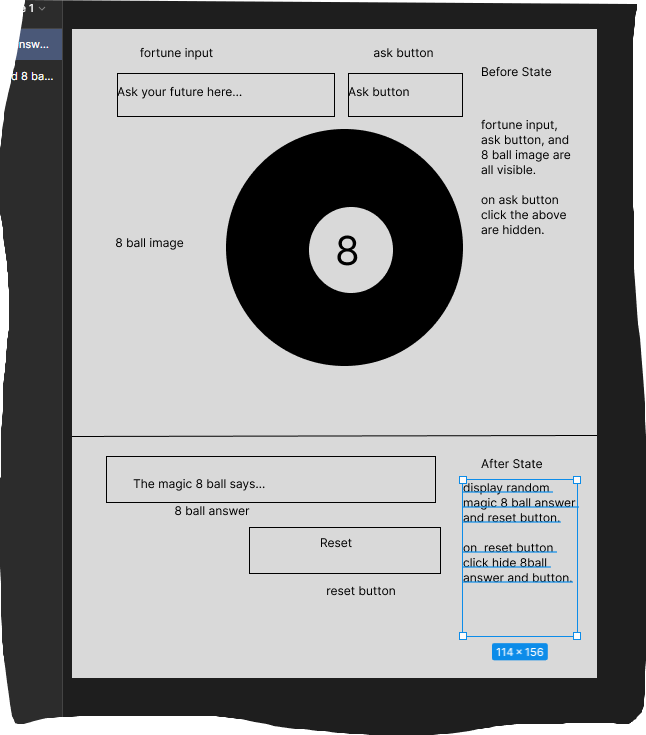 1
nsw...
d 8 ba...
fortune input
ask button
Before State
Ask your future here...
Ask button
fortune input,
ask button, and
8 ball image are
all visible.
on ask button
click the above
are hidden.
8 ball image
8
After State
The magic 8 ball says...
8 ball answer
display random
magic 8 ball answer
and reset button.
on reset button
click hide 8ball
answer and button.
Reset
reset button
114 × 156